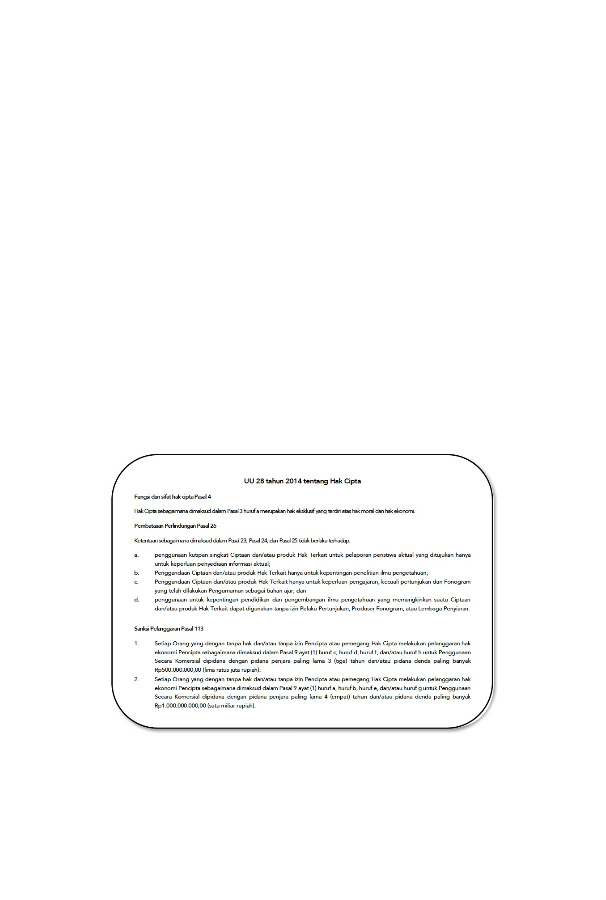 UU 28 tahun 2014 tentang Hak Cipta
Fungsi dan sifat hak cipta Pasal 4
Hak Cipta sebagaimana dimaksud dalam Pasal 3 huruf a merupakan hak eksklusif yang terdiri atas hak moral dan hak ekonomi.
Pembatasan Perlindungan Pasal 26
Ketentuan sebagaimana dimaksud dalam Pasal 23, Pasal 24, dan Pasal 25 tidak berlaku terhadap:
a. penggunaan kutipan singkat Ciptaan dan/atau produk Hak Terkait untuk pelaporan peristiwa aktual yang ditujukan hanya
untuk keperluan penyediaan informasi aktual;
b. Penggandaan Ciptaan dan/atau produk Hak Terkait hanya untuk kepentingan penelitian ilmu pengetahuan;
c. Penggandaan Ciptaan dan/atau produk Hak Terkait hanya untuk keperluan pengajaran, kecuali pertunjukan dan Fonogram
yang telah dilakukan Pengumuman sebagai bahan ajar; dan
d. penggunaan untuk kepentingan pendidikan dan pengembangan ilmu pengetahuan yang memungkinkan suatu Ciptaan
dan/atau produk Hak Terkait dapat digunakan tanpa izin Pelaku Pertunjukan, Produser Fonogram, atau Lembaga Penyiaran.
Sanksi Pelanggaran Pasal 113
1. Setiap Orang yang dengan tanpa hak dan/atau tanpa izin Pencipta atau pemegang Hak Cipta melakukan pelanggaran hak
ekonomi Pencipta sebagaimana dimaksud dalam Pasal 9 ayat (1) huruf c, huruf d, huruf f, dan/atau huruf h untuk Penggunaan
Secara Komersial dipidana dengan pidana penjara paling lama 3 (tiga) tahun dan/atau pidana denda paling banyak
Rp500.000.000,00 (lima ratus juta rupiah).
2. Setiap Orang yang dengan tanpa hak dan/atau tanpa izin Pencipta atau pemegang Hak Cipta melakukan pelanggaran hak
ekonomi Pencipta sebagaimana dimaksud dalam Pasal 9 ayat (1) huruf a, huruf b, huruf e, dan/atau huruf g untuk Penggunaan
Secara Komersial dipidana dengan pidana penjara paling lama 4 (empat) tahun dan/atau pidana denda paling banyak
Rp1.000.000.000,00 (satu miliar rupiah).